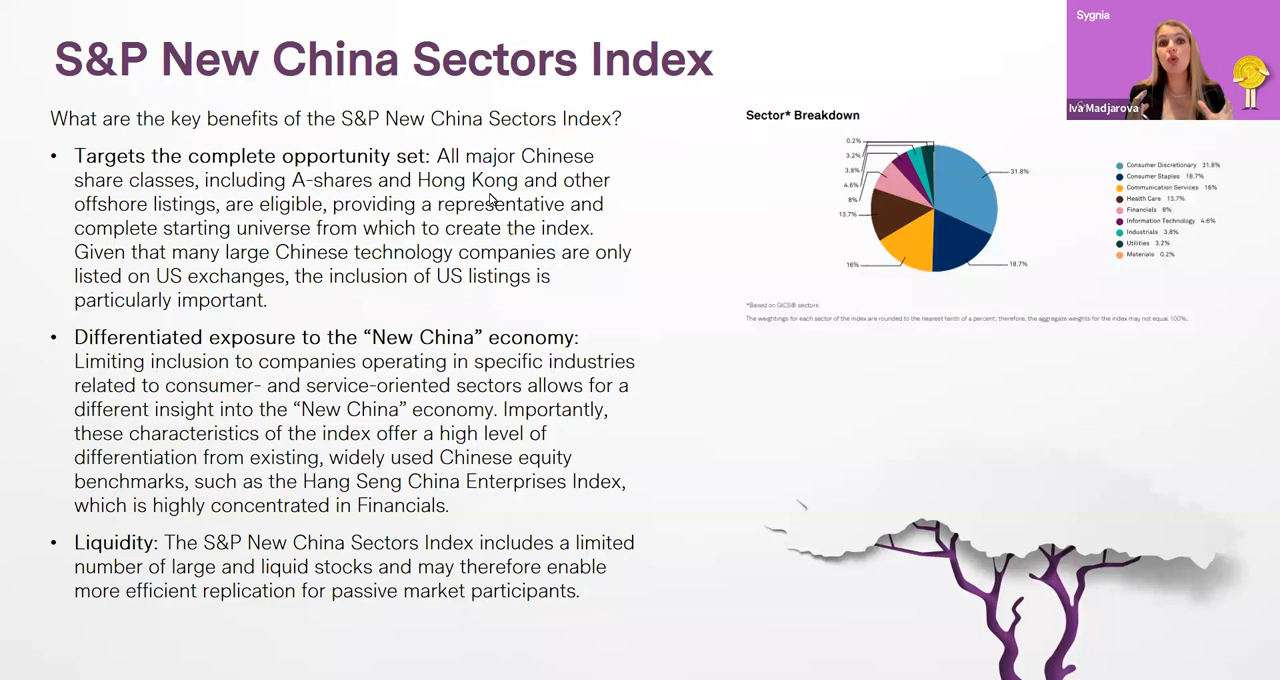 S&P New China Sectors Index
What are the key benefits of the S&P New China Sectors Index?
• Targets the complete opportunity set: All major Chinese
share classes, including A-shares and Hong Kong and other
offshore listings, are eligible, providing a representative and
complete starting universe from which to create the index.
Given that many large Chinese technology companies are only
listed on US exchanges, the inclusion of US listings is
particularly important.
• Differentiated exposure to the “New China” economy:
Limiting inclusion to companies operating in specific industries
related to consumer- and service-oriented sectors allows for a
different insight into the “New China” economy. Importantly,
these characteristics of the index offer a high level of
differentiation from existing, widely used Chinese equity
benchmarks, such as the Hang Seng China Enterprises Index,
which is highly concentrated in Financials.
• Liquidity: The S&P New China Sectors Index includes a limited
number of large and liquid stocks and may therefore enable
more efficient replication for passive market participants.
Sector* Breakdown
0.2%
3.2%
3.8%
4.6%
8%
13.7%
16%
31.8%
18.7%
Consumer Discretionary 31.8%
Consumer Staples 18.7%
Communication Services 16%
Health Care 13.7%
Financials 8%
Information Technology 4.6%
Industrials 3.8%
Utilities 3.2%
Materials 0.2%
*Based on GICS® sectors
The weightings for each sector of the index are rounded to the nearest tenth of a percent; therefore, the aggregate weights for the index may not equal 100%.
Sygnia
Iva Madjarova